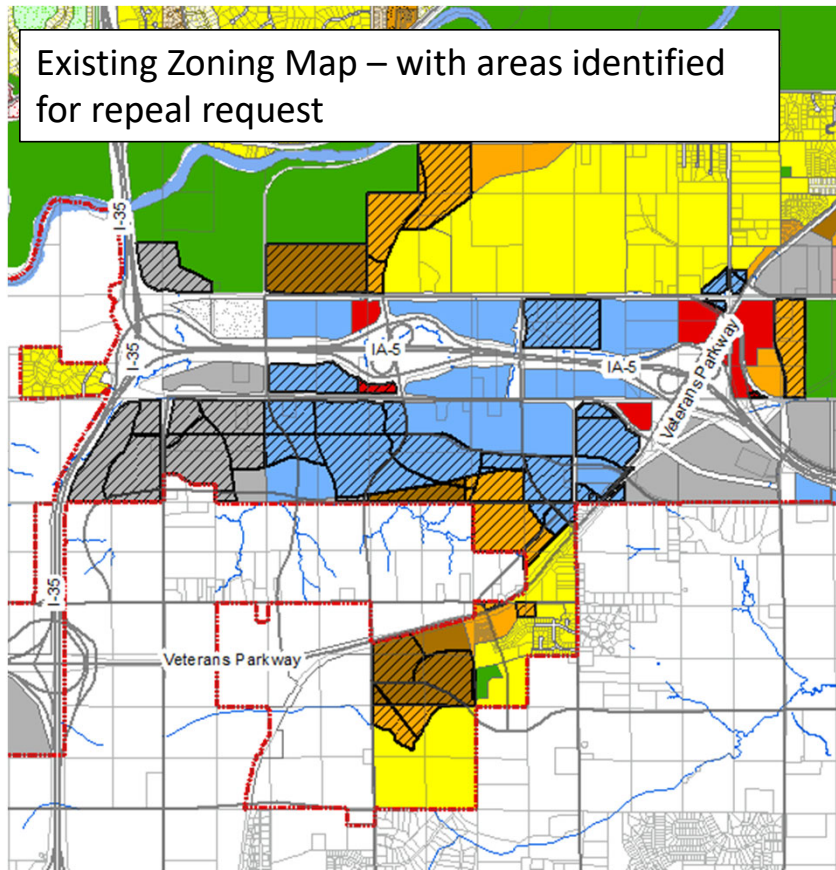 Existing Zoning Map – with areas identified
for repeal request
I-35
I-35
IA-5
IA-5
Veterans Parkway
I-35
Veterans Parkway